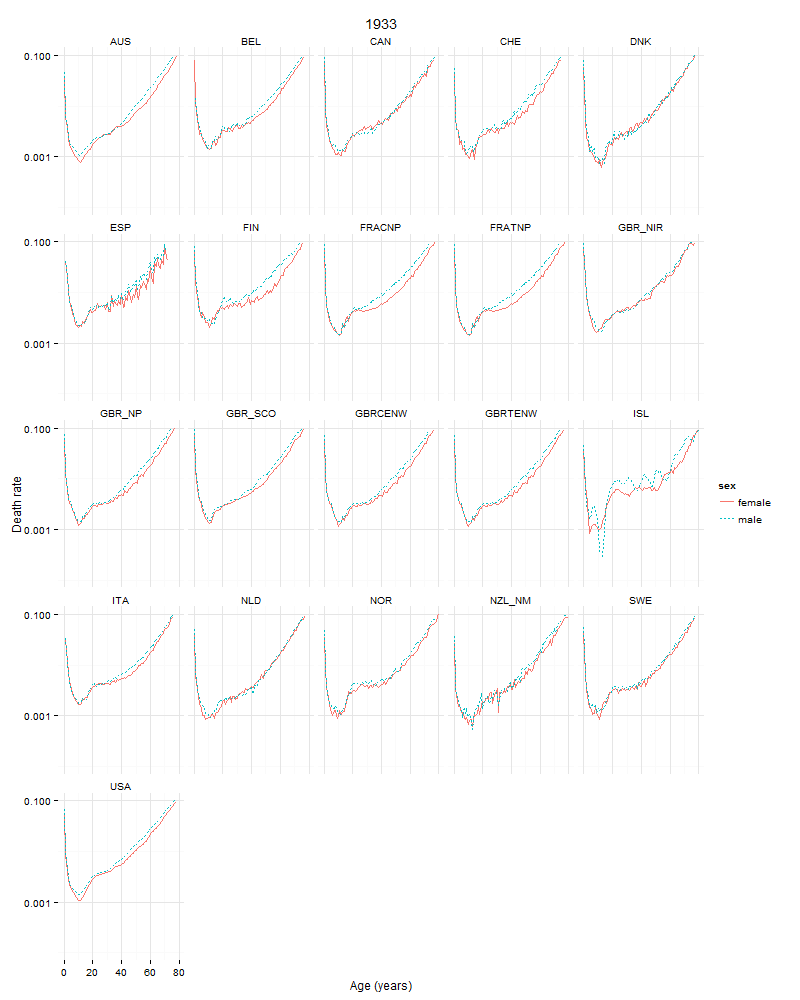 1933
AUS BEL CAN CHE DNK
0.100
0.001
ESP FIN FRACNP FRATNP GBR_NIR
0.100
0.001
GBR_NP GBR_SCO GBRCENW GBRTENW ISL
0.100
0.001
Death rate
sex
female
male
ITA NLD NOR NZL_NM SWE
0.100
0.001
USA
0.100
0.001
0 20 40 60 80
Age (years)